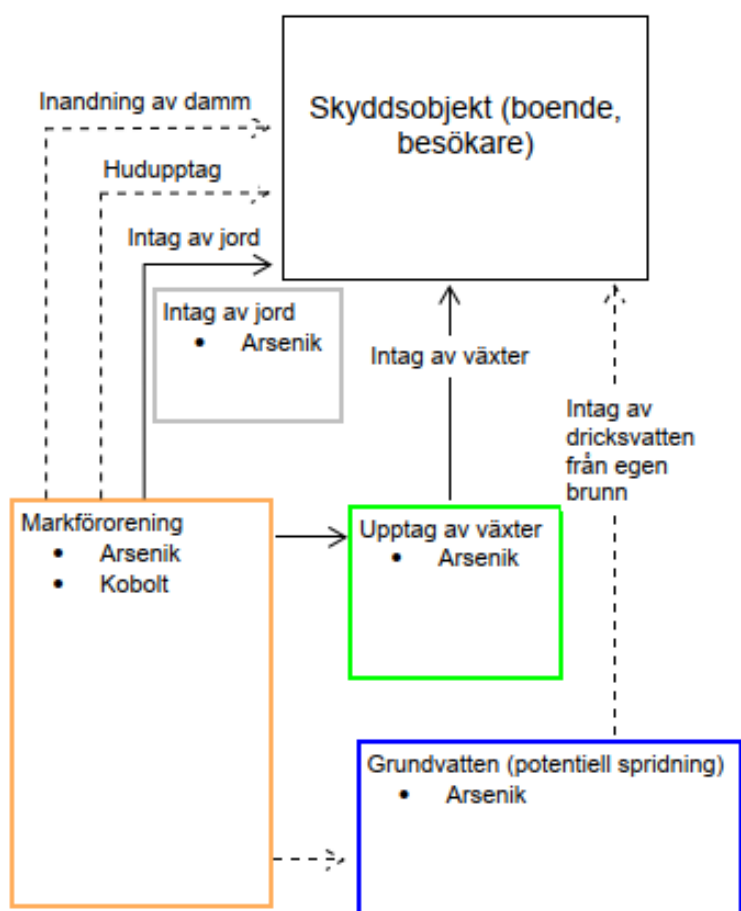 Skyddsobjekt (boende,
besökare)
Inandning av damm
Hudupptag
Intag av jord
Intag av jord
• Arsenik
Intag av växter
Intag av
dricksvatten
från egen
brunn
Markförorening
• Arsenik
• Kobolt
Upptag av växter
• Arsenik
Grundvatten (potentiell spridning)
• Arsenik